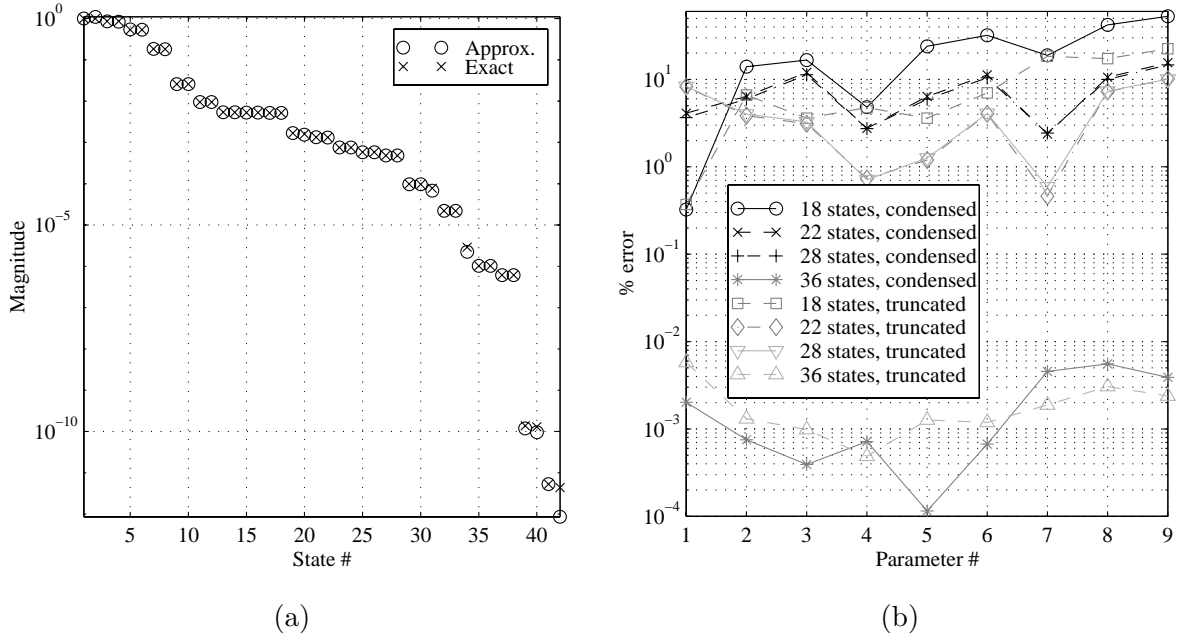 10^0
10^-5
10^-10
Magnitude
5 10 15 20 25 30 35 40
State #
Approx.
Exact
(a)
10^1
10^0
10^-1
10^-2
10^-3
10^-4
% error
1 2 3 4 5 6 7 8 9
Parameter #
18 states, condensed
22 states, condensed
28 states, condensed
36 states, condensed
18 states, truncated
22 states, truncated
28 states, truncated
36 states, truncated
(b)